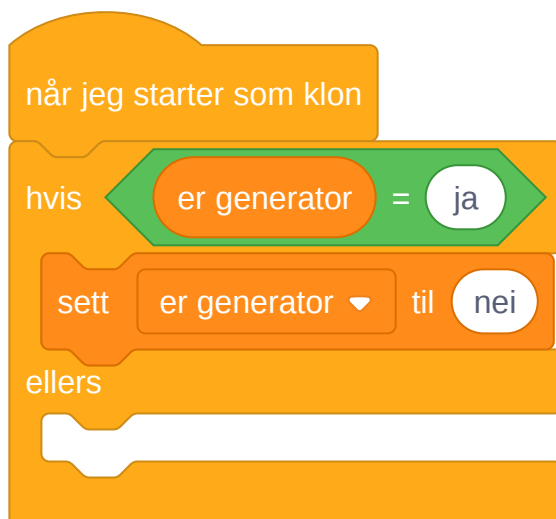 når jeg starter som klon
hvis er generator = ja
sett er generator til nei
ellers